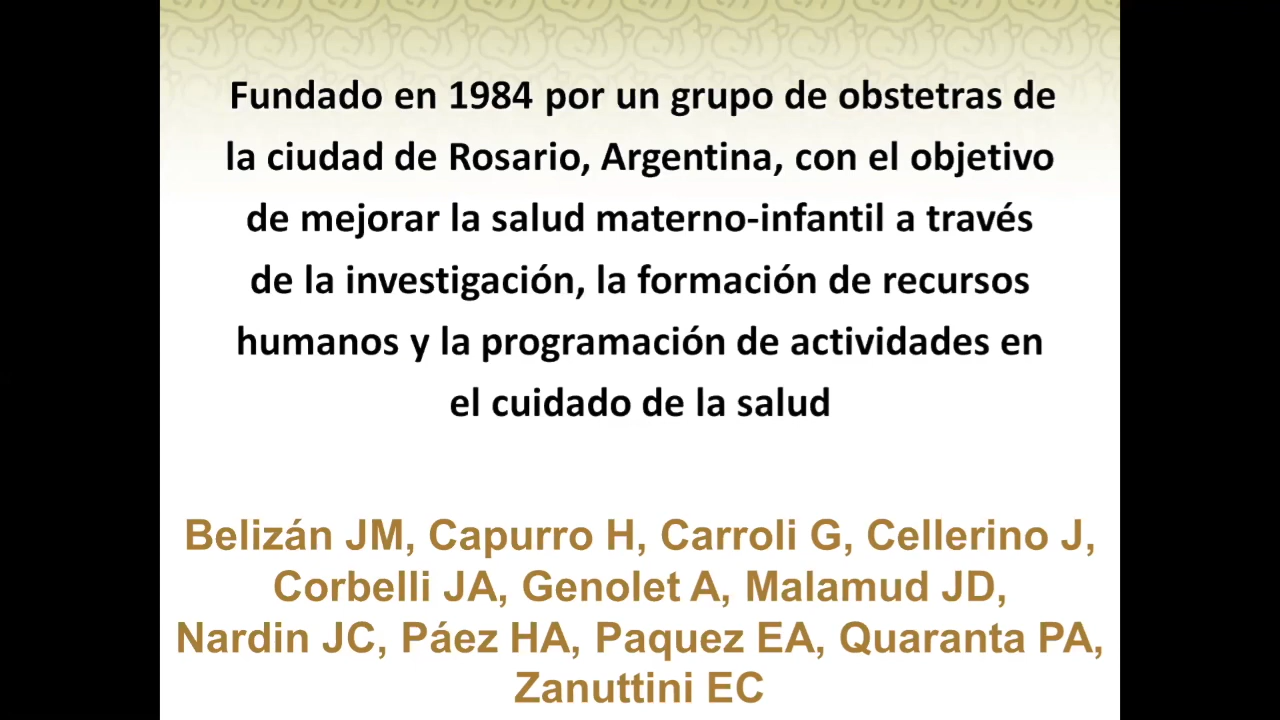 Fundado en 1984 por un grupo de obstetras de
la ciudad de Rosario, Argentina, con el objetivo
de mejorar la salud materno-infantil a través
de la investigación, la formación de recursos
humanos y la programación de actividades en
el cuidado de la salud
Belizán JM, Capurro H, Carroli G, Cellerino J,
Corbelli JA, Genolet A, Malamud JD,
Nardin JC, Páez HA, Paquez EA, Quaranta PA,
Zanuttini EC